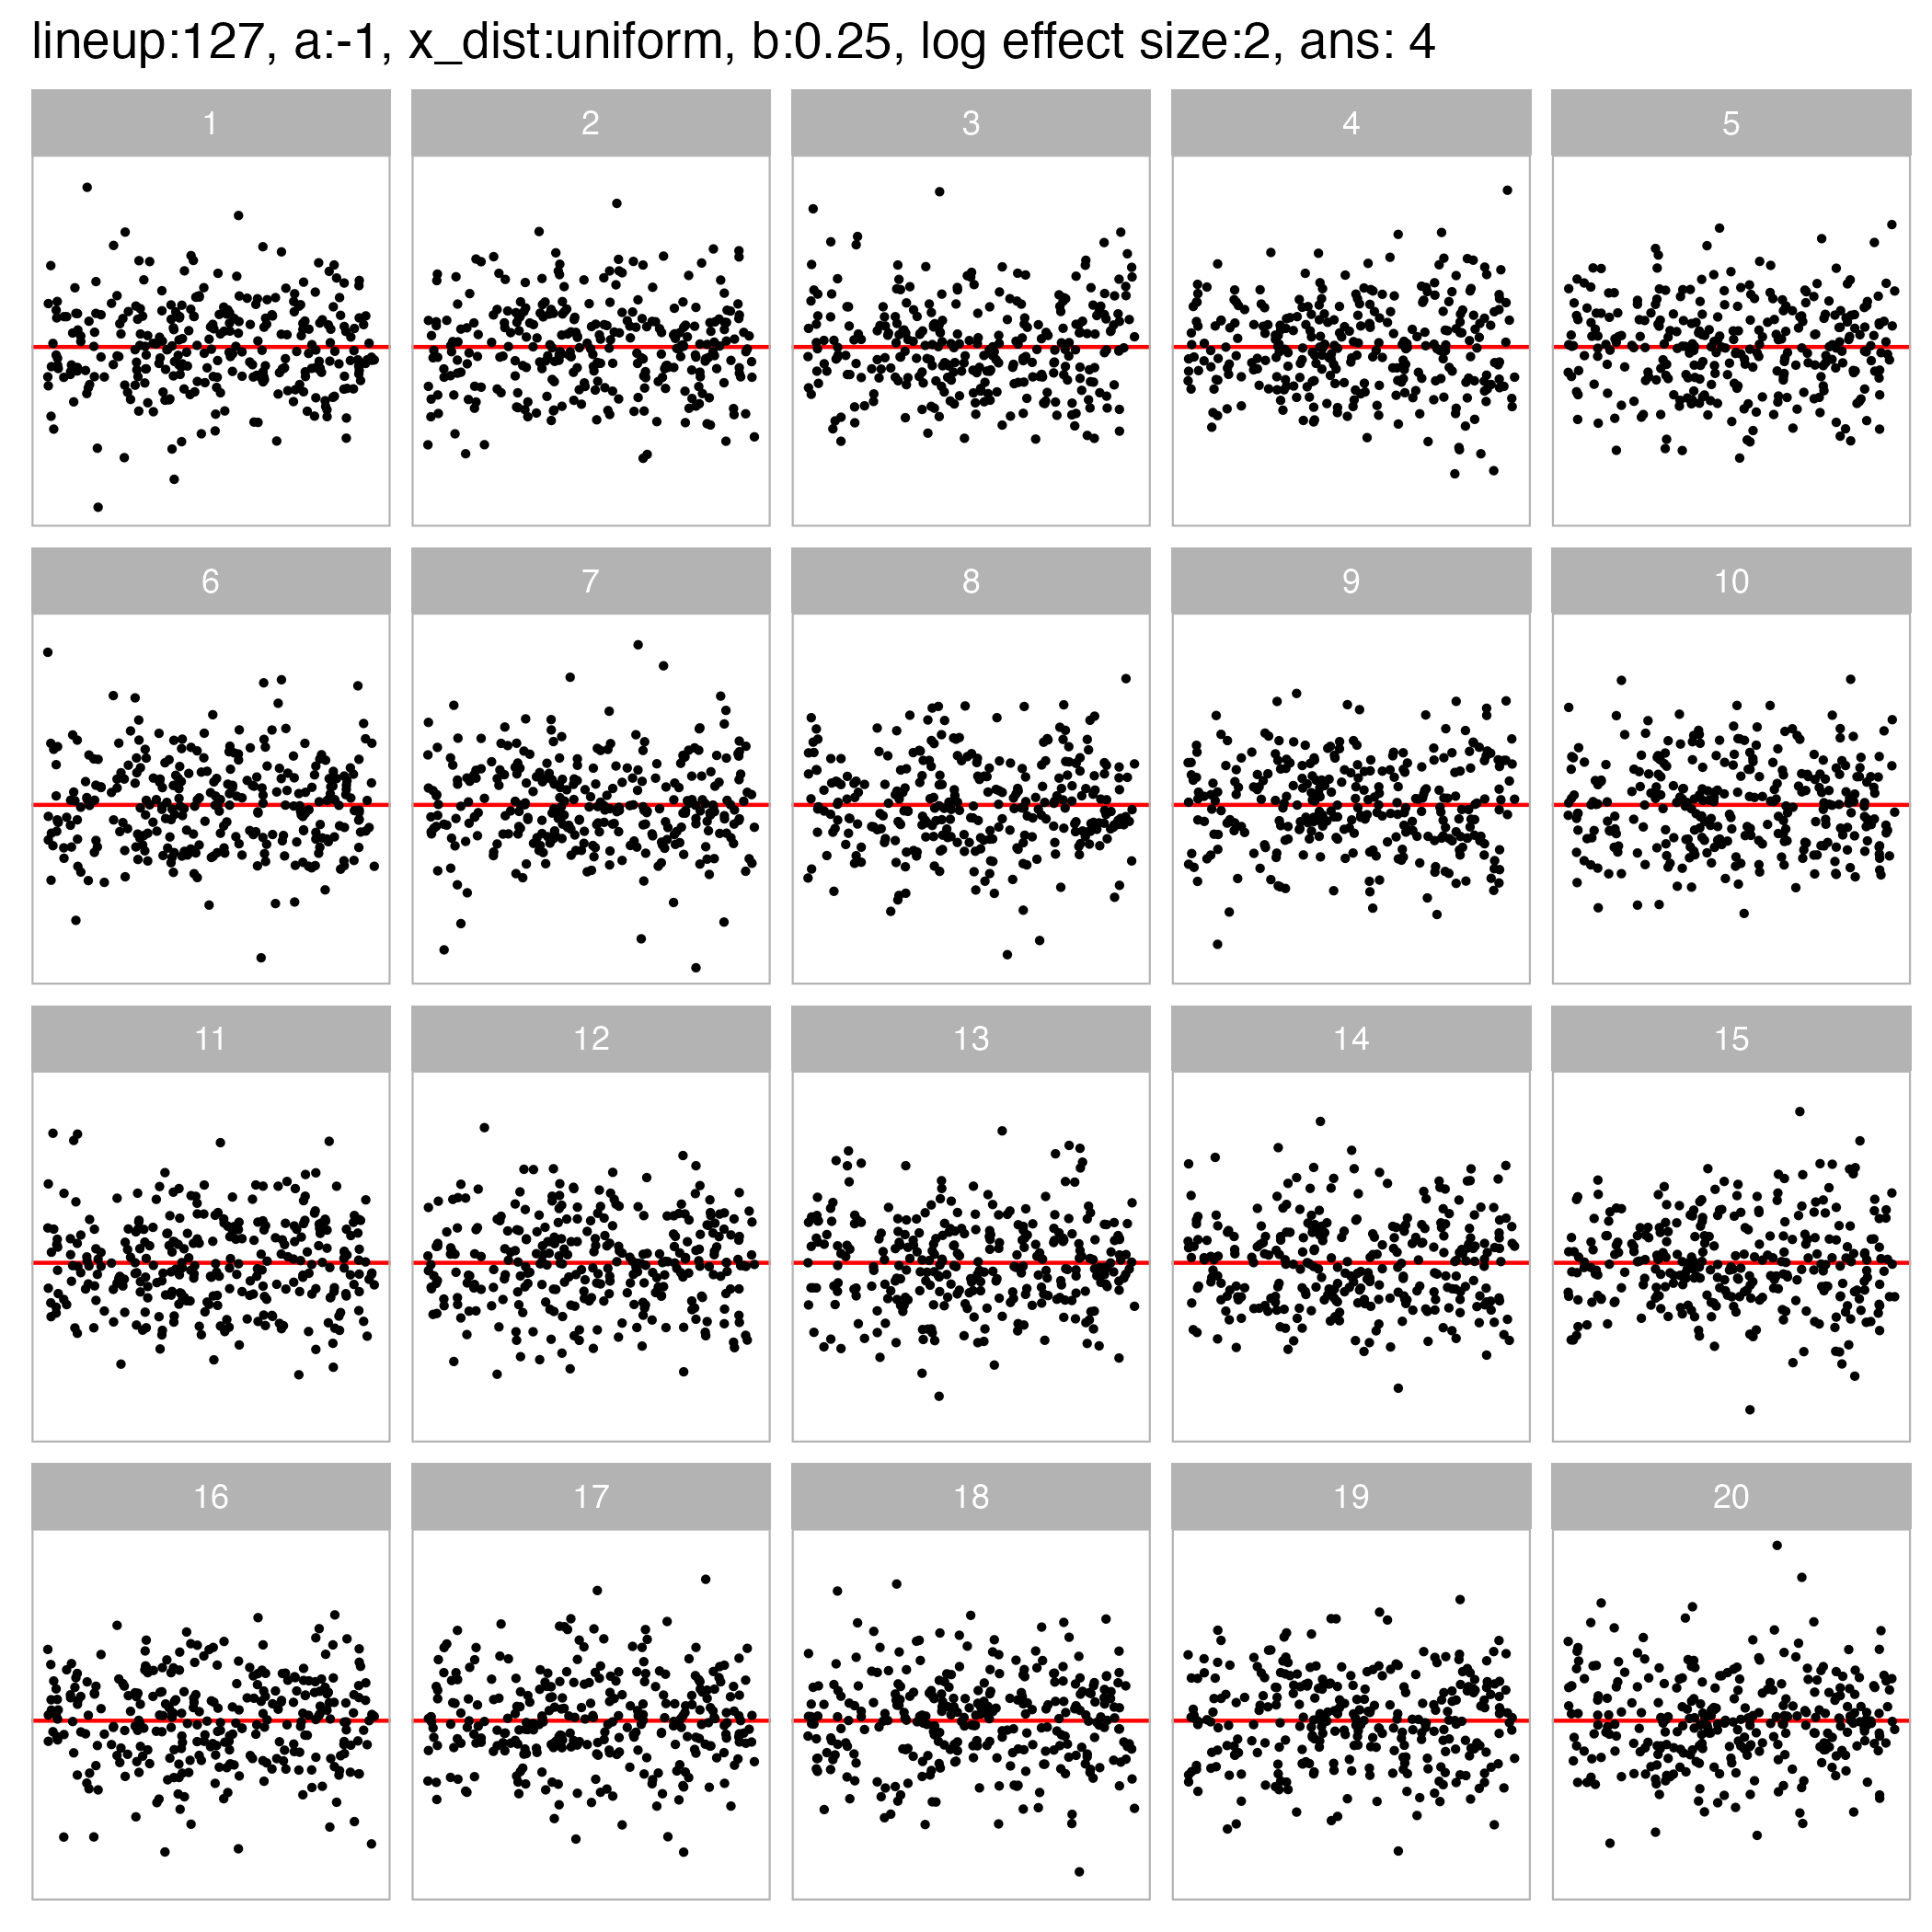 lineup:127, a:-1, x_dist:uniform, b:0.25, log effect size:2, ans: 4
1 2 3 4 5
6 7 8 9 10
11 12 13 14 15
16 17 18 19 20